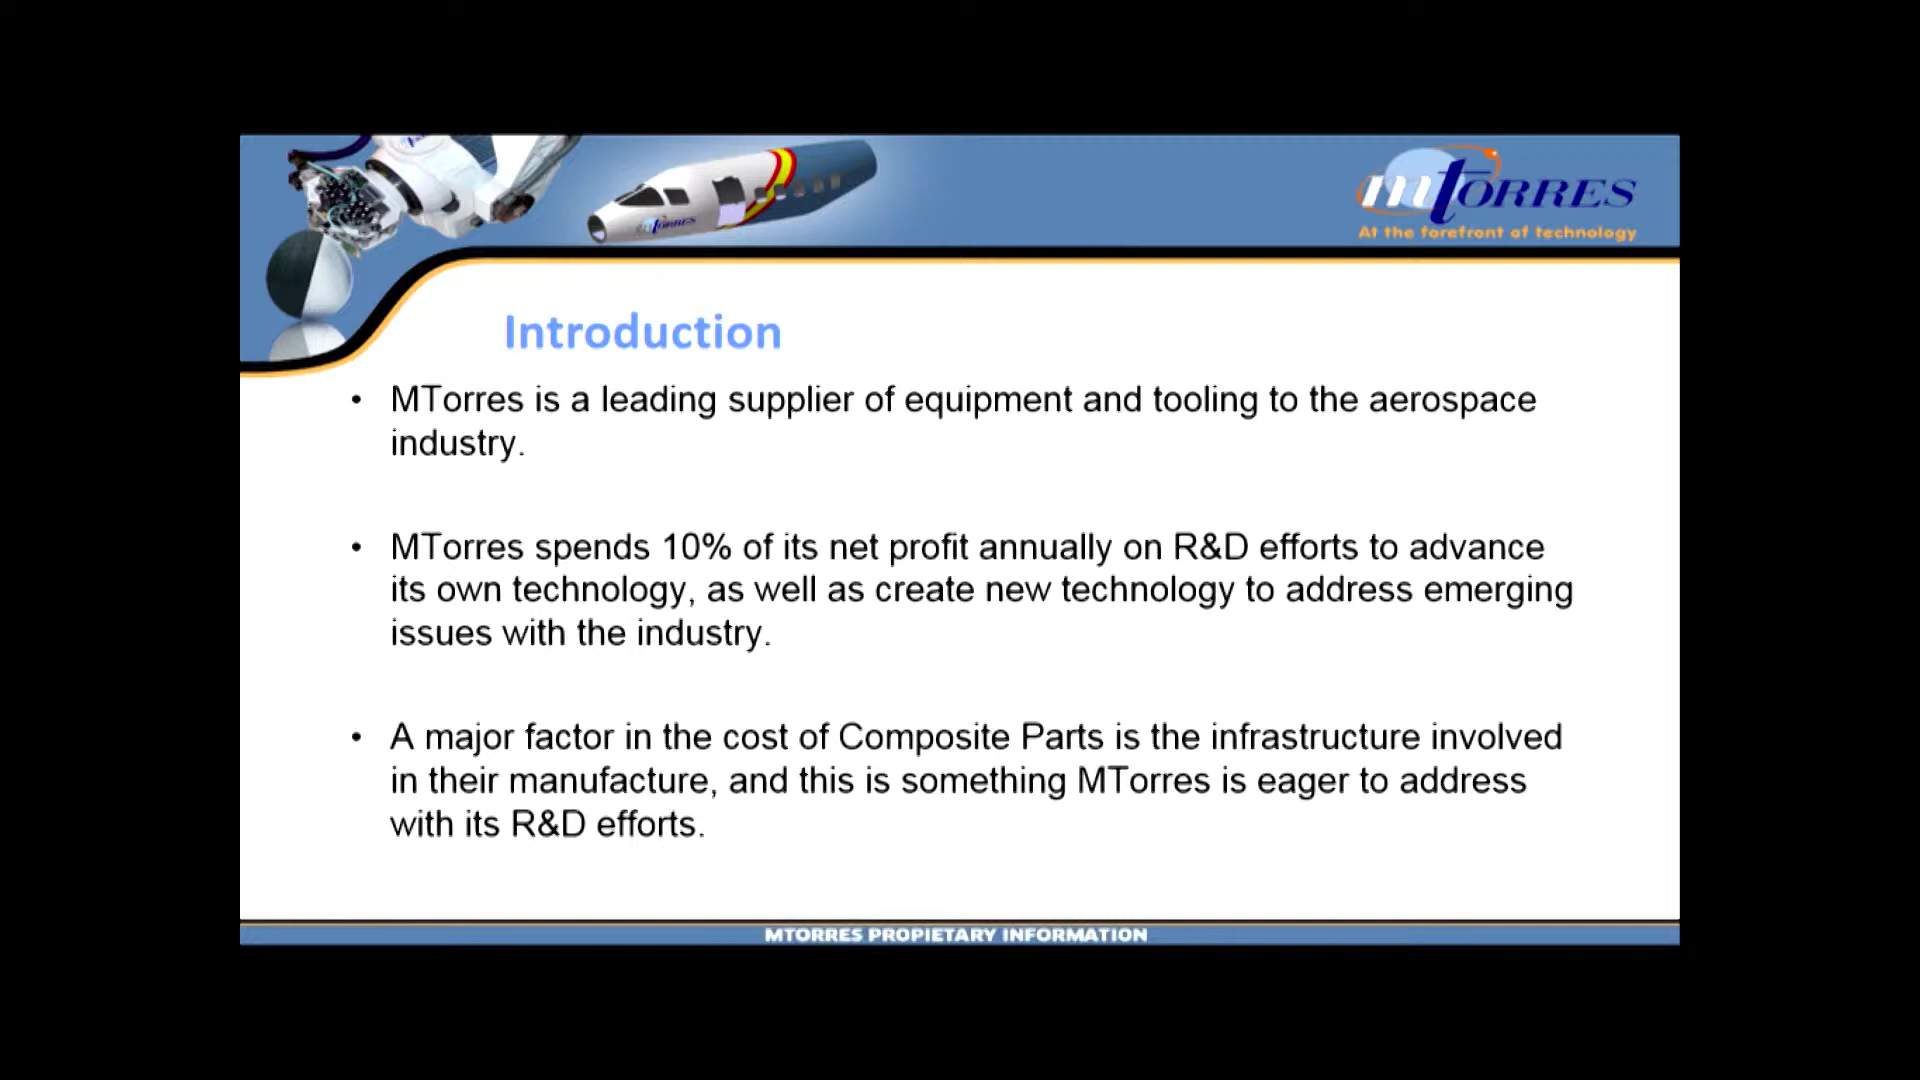 mTORRES
At the forefront of technology
mTORRES
Introduction
• MTorres is a leading supplier of equipment and tooling to the aerospace
industry.
• MTorres spends 10% of its net profit annually on R&D efforts to advance
its own technology, as well as create new technology to address emerging
issues with the industry.
• A major factor in the cost of Composite Parts is the infrastructure involved
in their manufacture, and this is something MTorres is eager to address
with its R&D efforts.
MTORRES PROPIETARY INFORMATION